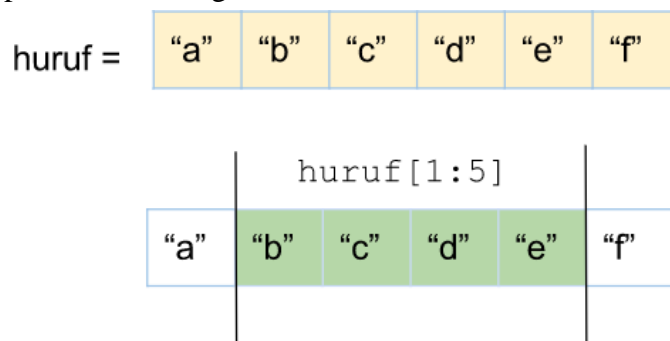 huruf = "a" "b" "c" "d" "e" "f"
huruf[1:5]
"a" "b" "c" "d" "e" "f"